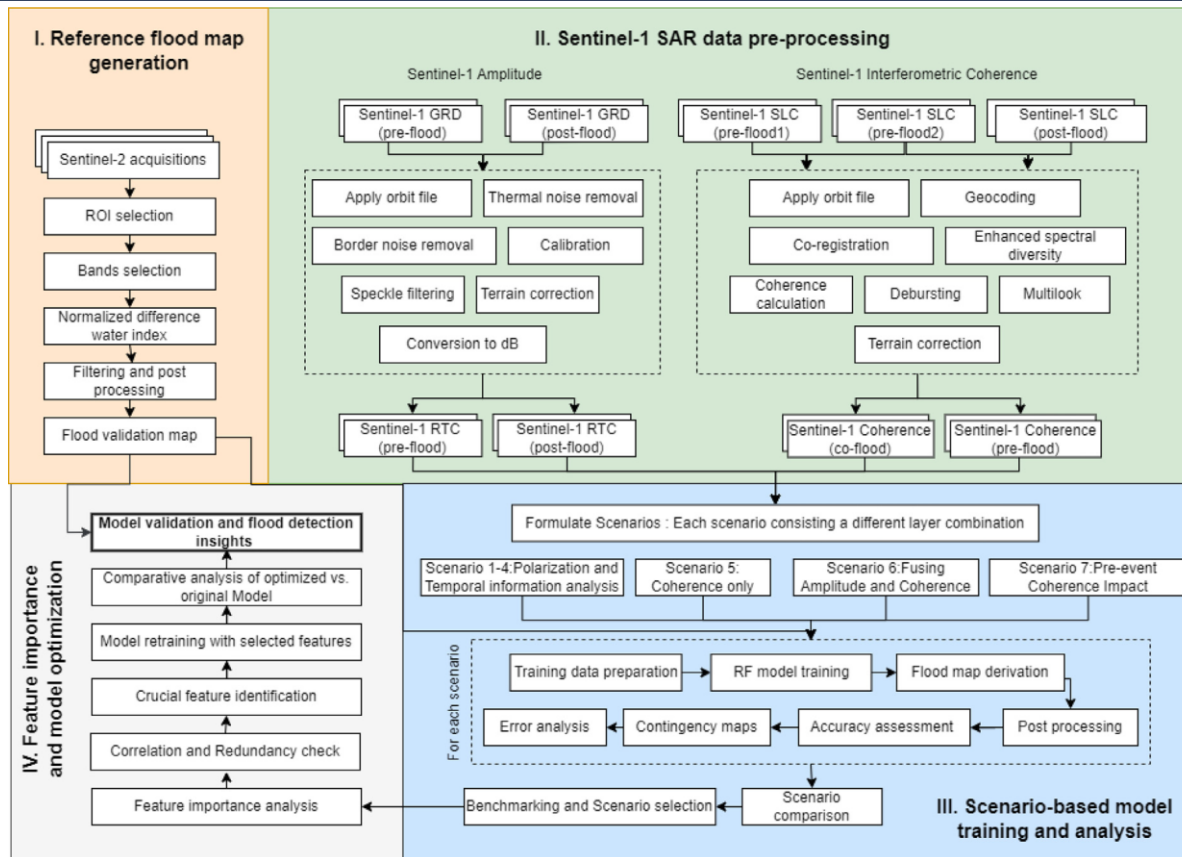 I. Reference flood map
generation
Sentinel-2 acquisitions
ROI selection
Bands selection
Normalized difference
water index
Filtering and post
processing
Flood validation map
II. Sentinel-1 SAR data pre-processing
Sentinel-1 Amplitude
Sentinel-1 Interferometric Coherence
Sentinel-1 GRD
(pre-flood)
Sentinel-1 GRD
(post-flood)
Sentinel-1 SLC
(pre-flood1)
Sentinel-1 SLC
(pre-flood2)
Sentinel-1 SLC
(post-flood)
Apply orbit file
Thermal noise removal
Border noise removal
Calibration
Speckle filtering
Terrain correction
Conversion to dB
Apply orbit file
Geocoding
Co-registration
Enhanced spectral
diversity
Coherence
calculation
Debursting
Multilook
Terrain correction
Sentinel-1 RTC
(pre-flood)
Sentinel-1 RTC
(post-flood)
Sentinel-1 Coherence
(co-flood)
Sentinel-1 Coherence
(pre-flood)
Formulate Scenarios : Each scenario consisting a different layer combination
Scenario 1-4:Polarization and
Temporal information analysis
Scenario 5:
Coherence only
Scenario 6:Fusing
Amplitude and Coherence
Scenario 7:Pre-event
Coherence Impact
For each scenario
Training data preparation
RF model training
Flood map derivation
Post processing
Accuracy assessment
Contingency maps
Error analysis
Scenario
comparison
Benchmarking and Scenario selection
III. Scenario-based model
training and analysis
IV. Feature importance
and model optimization
Model validation and flood detection
insights
Comparative analysis of optimized vs.
original Model
Model retraining with selected features
Crucial feature identification
Correlation and Redundancy check
Feature importance analysis